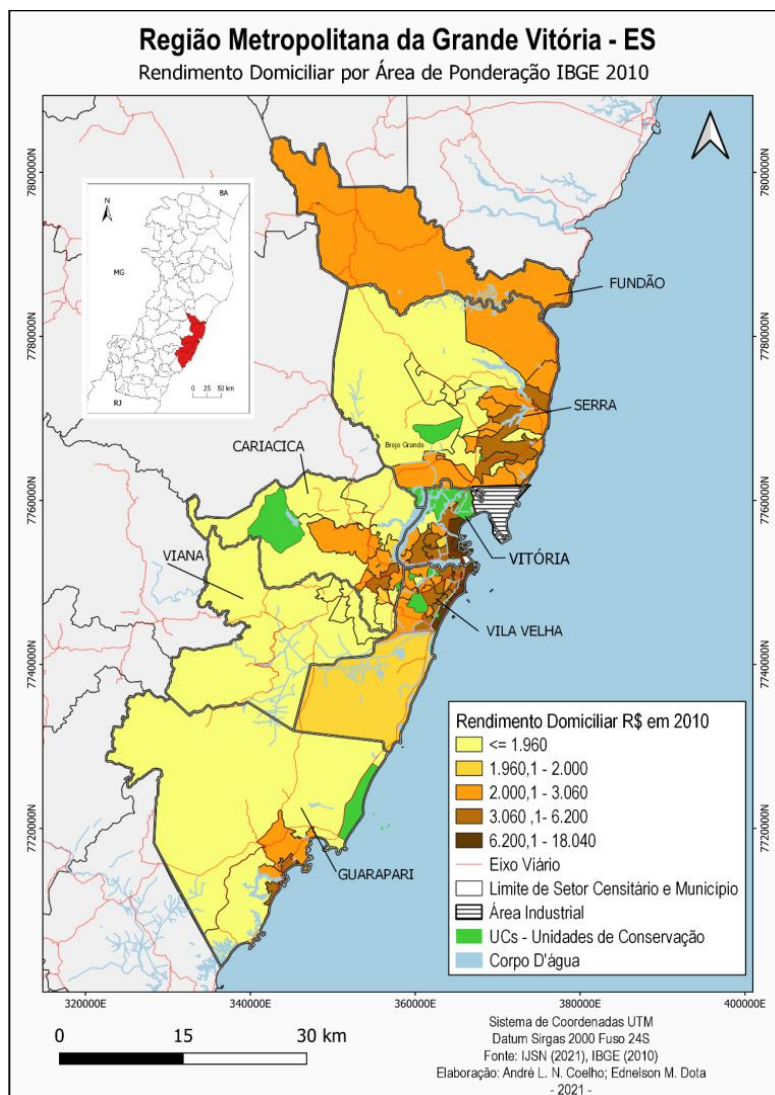 Região Metropolitana da Grande Vitória - ES
Rendimento Domiciliar por Área de Ponderação IBGE 2010
7800000N
7780000N
7760000N
7740000N
7720000N
N
BA
MG
RJ
0 25 50 km
FUNDÃO
SERRA
Brejo Grande
CARIACICA
VIANA
VITÓRIA
VILA VELHA
GUARAPARI
7800000N
7780000N
7760000N
7740000N
7720000N
Rendimento Domiciliar R$ em 2010
<= 1.960
1.960,1 - 2.000
2.000,1 - 3.060
3.060 ,1 - 6.200
6.200,1 - 18.040
Eixo Viário
Limite de Setor Censitário e Município
Área Industrial
UCs - Unidades de Conservação
Corpo D'água
320000E
340000E
360000E
380000E
400000E
0 15 30 km
Sistema de Coordenadas UTM
Datum Sirgas 2000 Fuso 24S
Fonte: IJSN (2021), IBGE (2010)
Elaboração: André L. N. Coelho; Ednelson M. Dota
- 2021 -